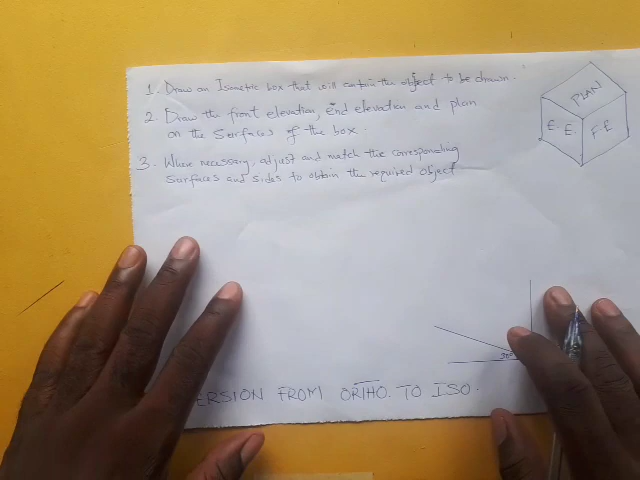 1. Draw an Isometric box that will contain the object to be drawn.
2. Draw the front elevation, end elevation and plan
on the Serfaces of the box.
3. Where necessary, adjust and match the corresponding
Surfaces and sides to obtain the required object
PLAN
E.E.
F.E
30°
ERSION FROM ORTHO. TO ISO.